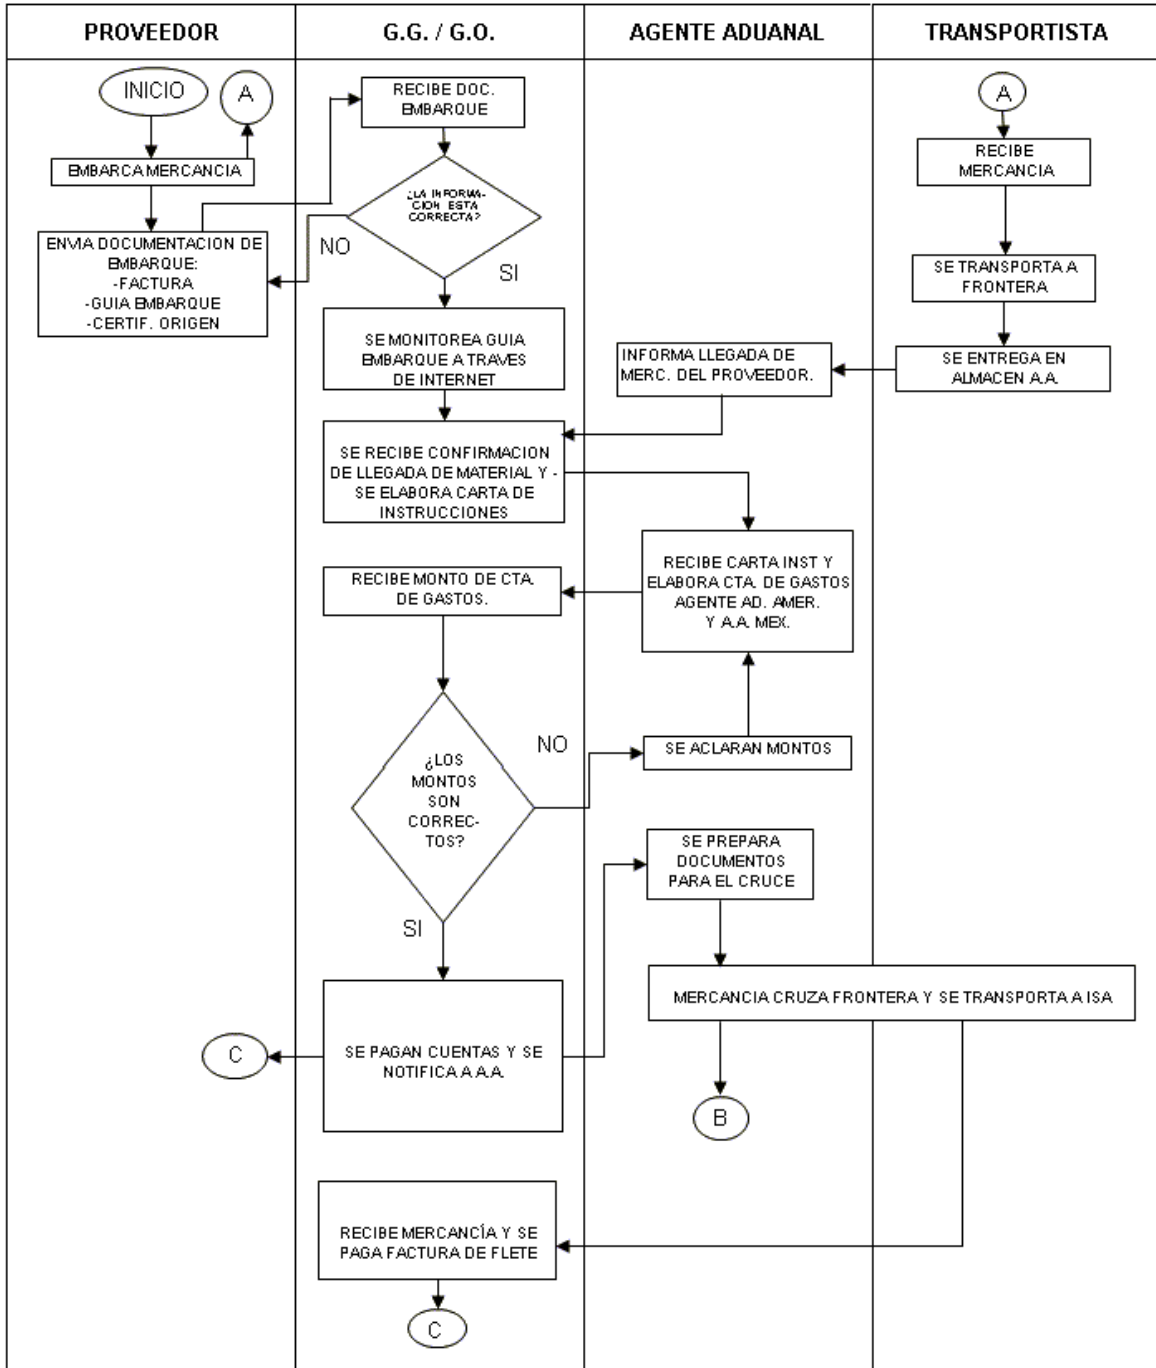 PROVEEDOR
G.G. / G.O.
AGENTE ADUANAL
TRANSPORTISTA
INICIO
A
EMBARCA MERCANCIA
ENVIA DOCUMENTACION DE
EMBARQUE:
-FACTURA
-GUIA EMBARQUE
-CERTIF. ORIGEN
RECIBE DOC.
EMBARQUE
¿LA INFORMA-
CION ESTA
CORRECTA?
NO
SI
SE MONITOREA GUIA
EMBARQUE A TRAVES
DE INTERNET
A
RECIBE
MERCANCIA
SE TRANSPORTA A
FRONTERA
SE ENTREGA EN
ALMACEN A.A.
INFORMA LLEGADA DE
MERC. DEL PROVEEDOR.
SE RECIBE CONFIRMACION
DE LLEGADA DE MATERIAL Y -
SE ELABORA CARTA DE
INSTRUCCIONES
RECIBE CARTA INST Y
ELABORA CTA. DE GASTOS
AGENTE AD. AMER.
Y A.A. MEX.
RECIBE MONTO DE CTA.
DE GASTOS.
¿LOS
MONTOS
SON
CORREC-
TOS?
NO
SE ACLARAN MONTOS
SI
SE PAGAN CUENTAS Y SE
NOTIFICA A A.A.
C
SE PREPARA
DOCUMENTOS
PARA EL CRUCE
MERCANCIA CRUZA FRONTERA Y SE TRANSPORTA A ISA
B
RECIBE MERCANCÍA Y SE
PAGA FACTURA DE FLETE
C